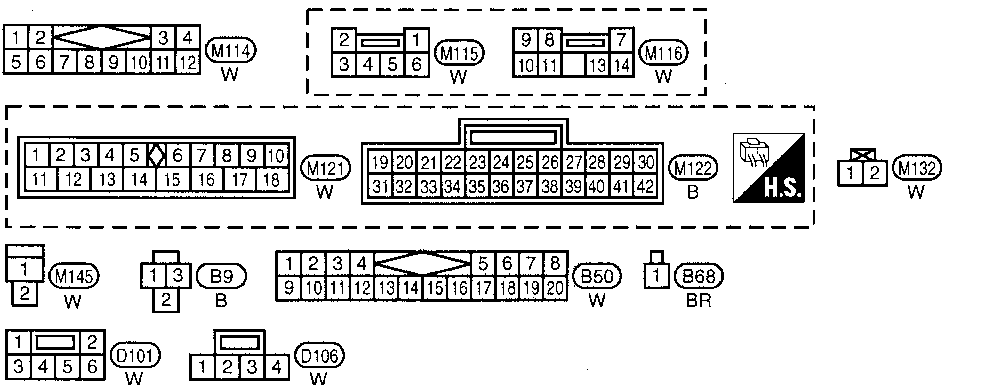 1 2 3 4
5 6 7 8 9 10 11 12
M114
W
2 1
3 4 5 6
M115
W
9 8 7
10 11 13 14
M116
W
1 2 3 4 5 6 7 8 9 10
11 12 13 14 15 16 17 18
M121
W
19 20 21 22 23 24 25 26 27 28 29 30
31 32 33 34 35 36 37 38 39 40 41 42
M122
B
H.S.
1 2
M132
W
1
2
M145
W
1 3
2
B9
B
1 2 3 4 5 6 7 8
9 10 11 12 13 14 15 16 17 18 19 20
B50
W
1
B68
BR
1 2
3 4 5 6
D101
W
1 2 3 4
D106
W